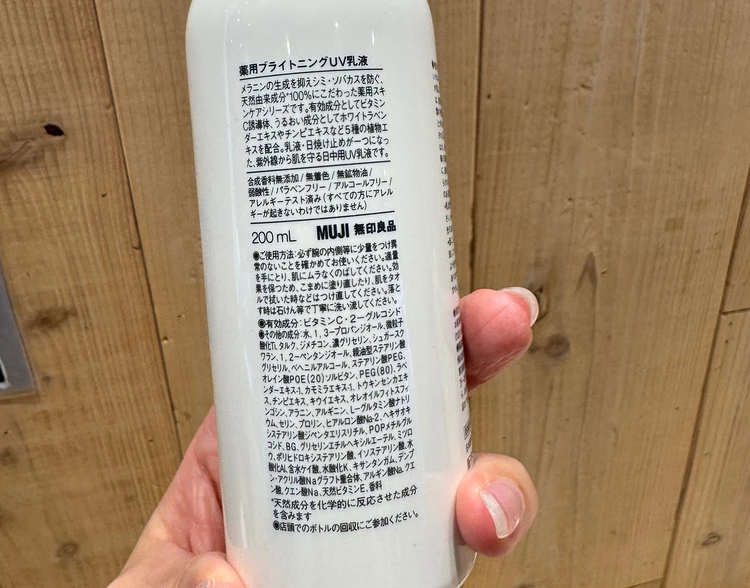 薬用ブライトニングUV乳液
メラニンの生成を抑えシミ・ソバカスを防ぐ、
天然由来成分*100%にこだわった薬用スキ
ンケアシリーズです。有効成分としてビタミン
C誘導体、うるおい成分としてホワイトラベン
ダーエキスやチンピエキスなど5種の植物エ
キスを配合。乳液・日焼け止めが一つになっ
た、紫外線から肌を守る日中用UV乳液です。
合成香料無添加/無着色/無鉱物油/
弱酸性/パラベンフリー/アルコールフリー/
アレルギーテスト済み(すべての方にアレル
ギーが起きないわけではありません)
200mL MUJI 無印良品
●ご使用方法:必ず腕の内側等に少量をつけ異
常のないことを確かめてお使いください。適量
を手にとり、肌にムラなくのばしてください。効
果を保つため、こまめに塗り直したり、肌をタオ
ルで拭いた時などはつけ直してください。落と
す時は石けん等で丁寧に洗い流してください。
●有効成分:ビタミンC・2-グルコシド
●その他の成分:水、1,3-プロパンジオール、微粒子
酸化Ti、タルク、ジメチコン、濃グリセリン、シュガースク
ワラン、1,2-ペンタンジオール、親油型ステアリン酸
グリセリル、ベヘニルアルコール、ステアリン酸PEG、
オレイン酸POE(20)ソルビタン、PEG(80)、ラベ
ンダーエキス-1、カモミラエキス-1、トウキンセンカエキ
ス、チンピエキス、キウイエキス、オレオイルフィトスフィ
ンゴシン、アラニン、アルギニン、L-グルタミン酸ナトリ
ウム、セリン、プロリン、ヒアルロン酸Na-2、ヘキサオキ
システアリン酸ジペンタエリスリチル、POPメチルグル
コシド、BG、グリセリンエチルヘキシルエーテル、ミツロ
ウ、ポリヒドロキシステアリン酸、イソステアリン酸、水
酸化Al、含水ケイ酸、水酸化K、キサンタンガム、デンプ
ン・アクリル酸Naグラフト重合体、アルギン酸Na、クエ
ン酸、クエン酸Na、天然ビタミンE、香料
*天然成分を化学的に反応させた成分
を含みます
●店頭でのボトルの回収にご参加ください。